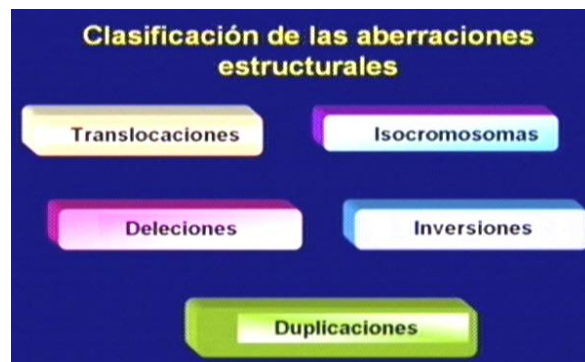 Clasificación de las aberraciones
estructurales
Translocaciones
Isocromosomas
Deleciones
Inversiones
Duplicaciones